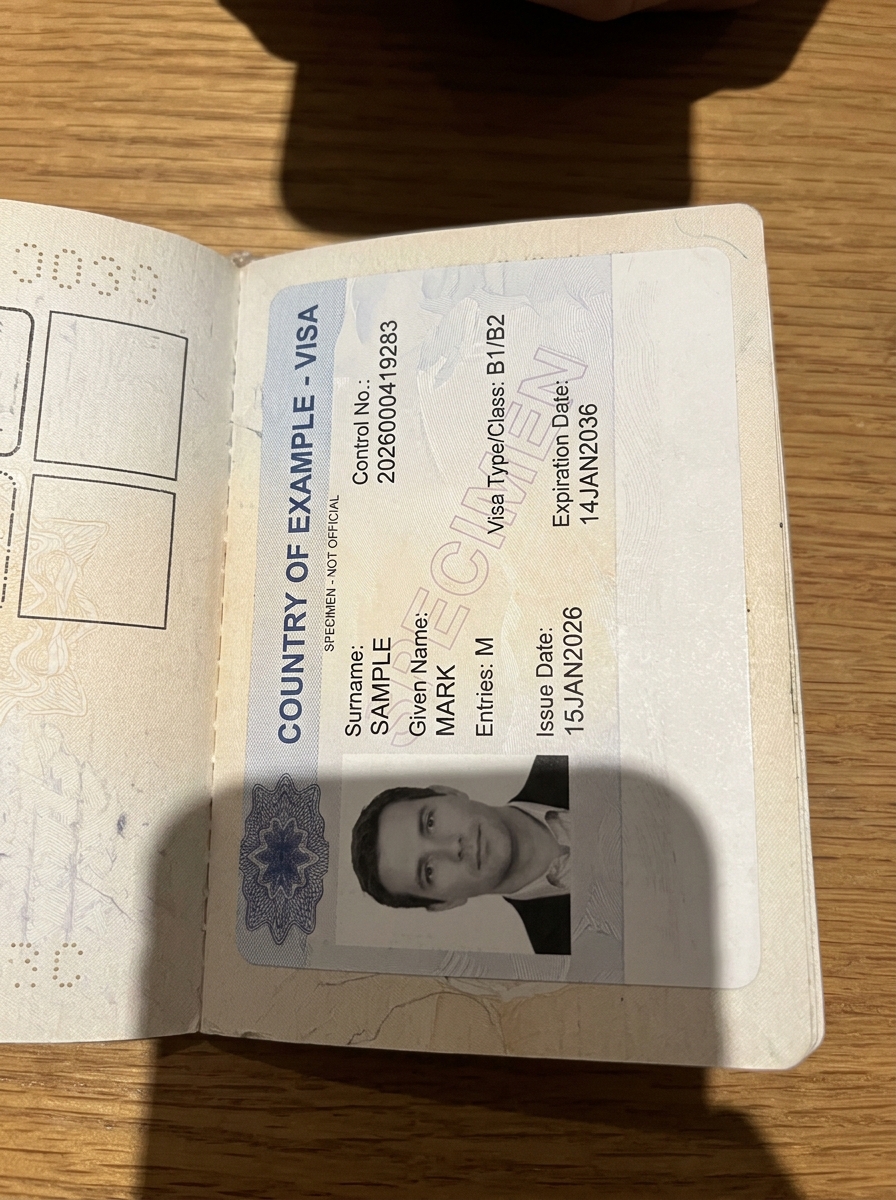 COUNTRY OF EXAMPLE - VISA
SPECIMEN - NOT OFFICIAL
Surname:
SAMPLE
Control No.:
2026000419283
Given Name:
MARK
Entries: M
Visa Type/Class: B1/B2
Issue Date:
15JAN2026
Expiration Date:
14JAN2036
SPECIMEN